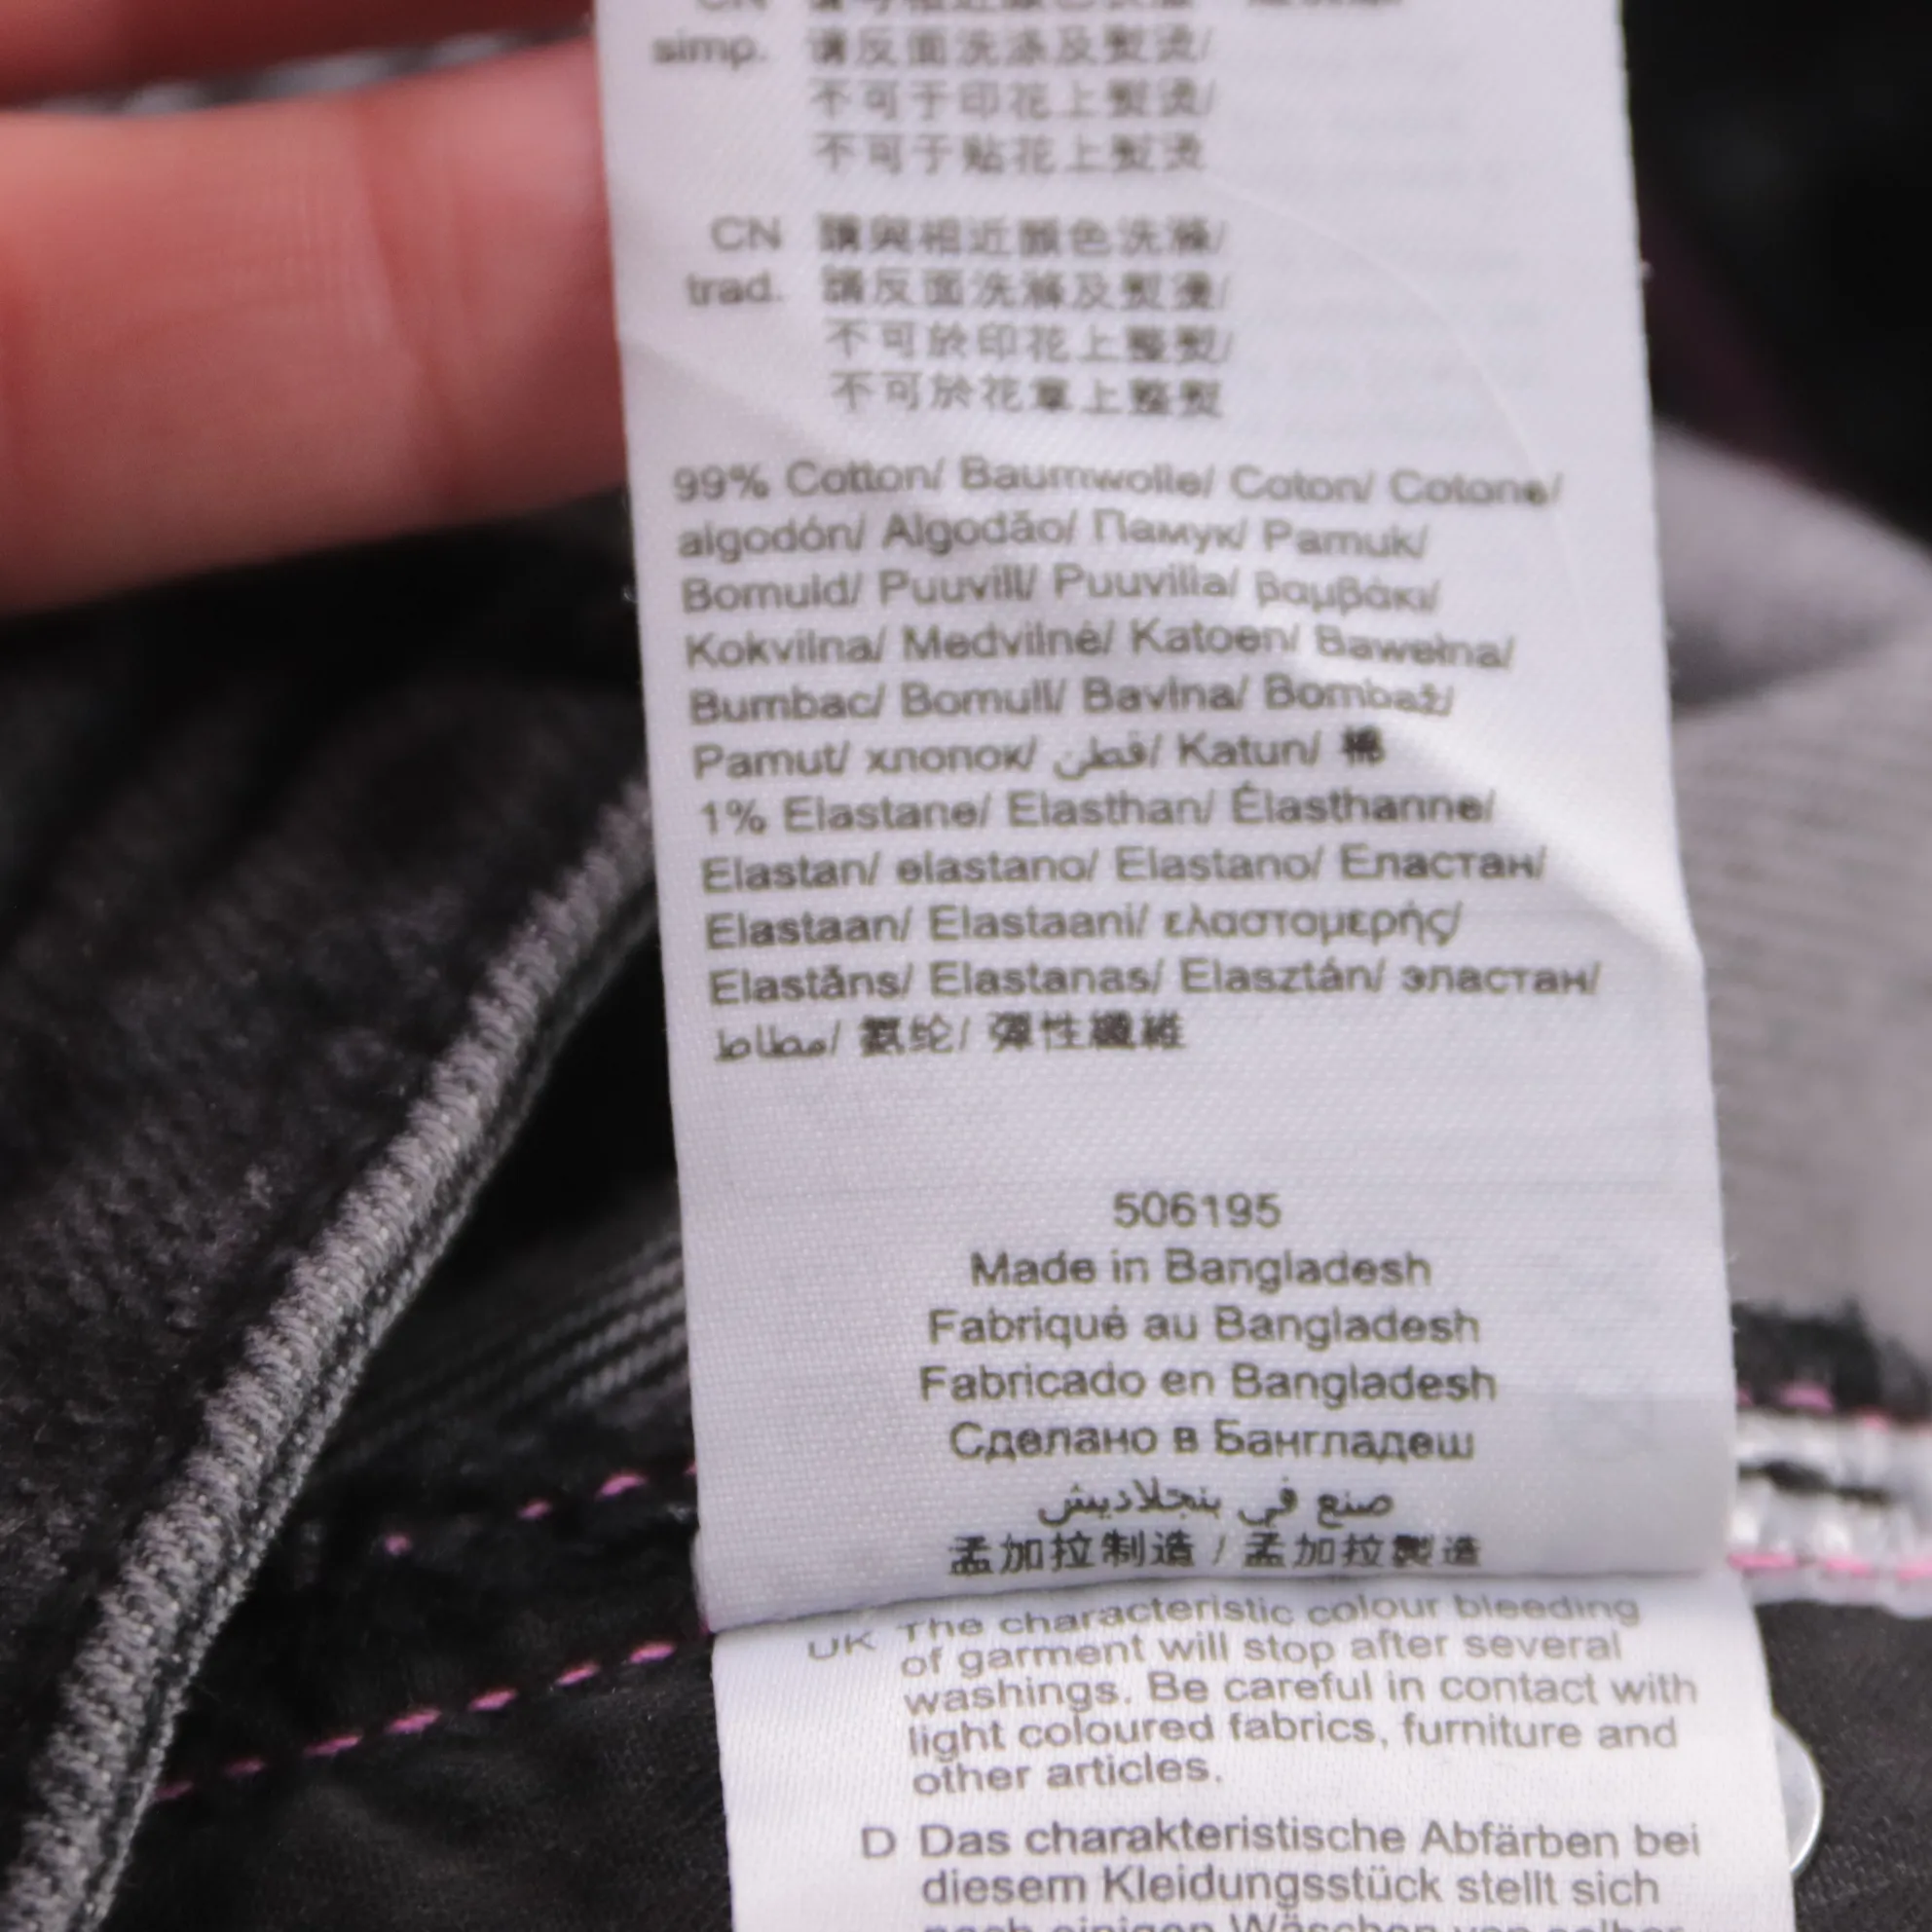 CN
simp. 请反面洗涤及熨烫/
不可于印花上熨烫/
不可于贴花上熨烫
CN 請與相近顏色洗滌/
trad. 請反面洗滌及熨燙/
不可於印花上整熨/
不可於花章上整熨
99% Cotton/ Baumwolle/ Coton/ Cotone/
algodón/ Algodão/ Памук/ Pamuk/
Bomuld/ Puuvill/ Puuvilla/ βαμβάκι/
Kokvilna/ Medvilnė/ Katoen/ Bawełna/
Bumbac/ Bomull/ Bavlna/ Bombaž/
Pamut/ хлопок/ قطن/ Katun/ 棉
1% Elastane/ Elasthan/ Élasthanne/
Elastan/ elastano/ Elastano/ Еластан/
Elastaan/ Elastaani/ ελαστομερής/
Elastāns/ Elastanas/ Elasztán/ эластан/
مطاط/ 氨纶/ 彈性纖維
506195
Made in Bangladesh
Fabriqué au Bangladesh
Fabricado en Bangladesh
Сделано в Бангладеш
صنع في بنجلاديش
孟加拉制造 / 孟加拉製造
UK The characteristic colour bleeding
of garment will stop after several
washings. Be careful in contact with
light coloured fabrics, furniture and
other articles.
D Das charakteristische Abfärben bei
diesem Kleidungsstück stellt sich
nach einigen Wäschen von selber